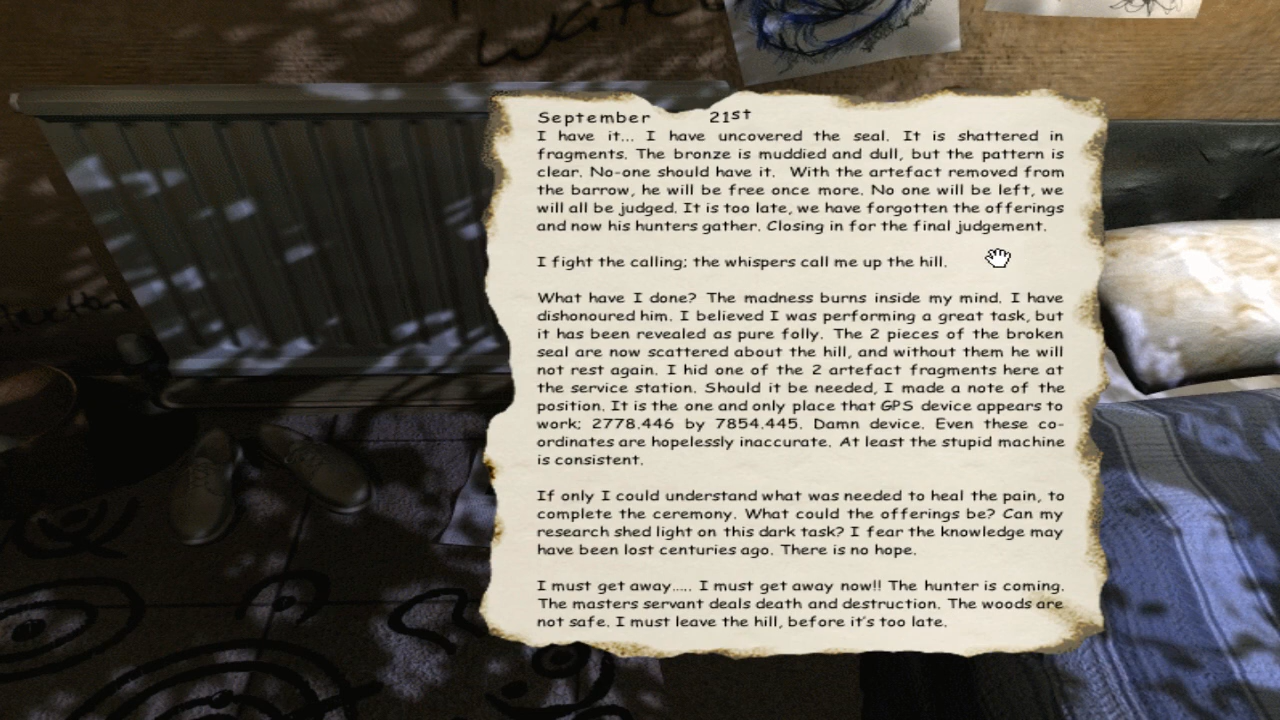 wat
September 21st
I have it... I have uncovered the seal. It is shattered in
fragments. The bronze is muddied and dull, but the pattern is
clear. No-one should have it. With the artefact removed from
the barrow, he will be free once more. No one will be left, we
will all be judged. It is too late, we have forgotten the offerings
and now his hunters gather. Closing in for the final judgement.
I fight the calling; the whispers call me up the hill.
What have I done? The madness burns inside my mind. I have
dishonoured him. I believed I was performing a great task, but
it has been revealed as pure folly. The 2 pieces of the broken
seal are now scattered about the hill, and without them he will
not rest again. I hid one of the 2 artefact fragments here at
the service station. Should it be needed, I made a note of the
position. It is the one and only place that GPS device appears to
work; 2778.446 by 7854.445. Damn device. Even these co-
ordinates are hopelessly inaccurate. At least the stupid machine
is consistent.
If only I could understand what was needed to heal the pain, to
complete the ceremony. What could the offerings be? Can my
research shed light on this dark task? I fear the knowledge may
have been lost centuries ago. There is no hope.
I must get away..... I must get away now!! The hunter is coming.
The masters servant deals death and destruction. The woods are
not safe. I must leave the hill, before it's too late.